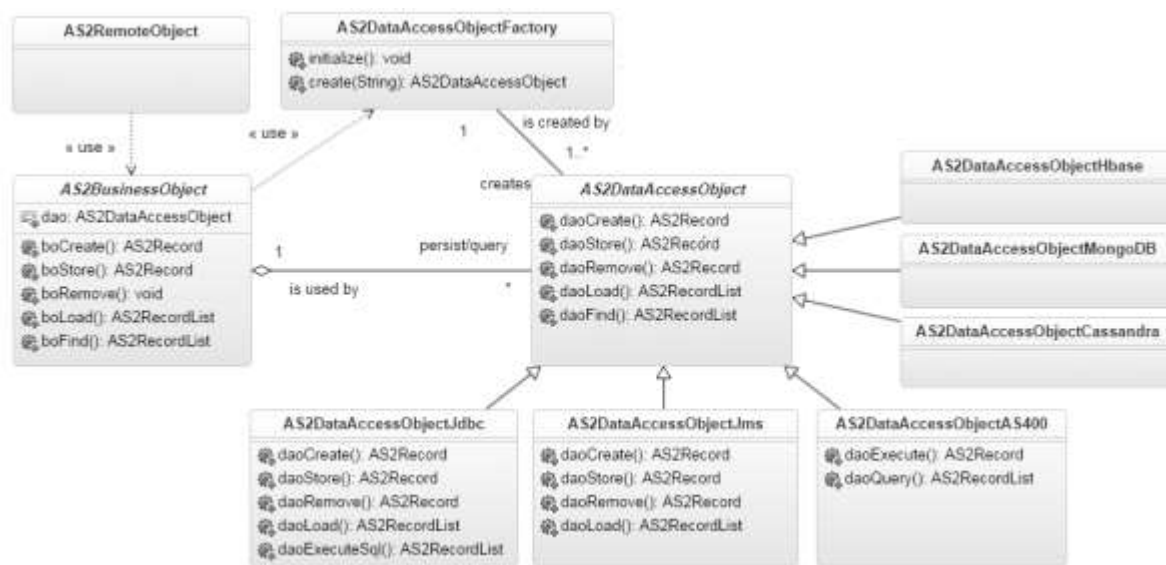 AS2RemoteObject
AS2DataAccessObjectFactory
initialize(): void
create(String): AS2DataAccessObject
« use »
« use »
1
is created by
1..*
creates
AS2BusinessObject
dao: AS2DataAccessObject
boCreate(): AS2Record
boStore(): AS2Record
boRemove(): void
boLoad(): AS2RecordList
boFind(): AS2RecordList
1
persist/query
is used by
*
AS2DataAccessObject
daoCreate(): AS2Record
daoStore(): AS2Record
daoRemove(): AS2Record
daoLoad(): AS2RecordList
daoFind(): AS2RecordList
AS2DataAccessObjectHbase
AS2DataAccessObjectMongoDB
AS2DataAccessObjectCassandra
AS2DataAccessObjectJdbc
daoCreate(): AS2Record
daoStore(): AS2Record
daoRemove(): AS2Record
daoLoad(): AS2RecordList
daoExecuteSql(): AS2RecordList
AS2DataAccessObjectJms
daoCreate(): AS2Record
daoStore(): AS2Record
daoRemove(): AS2Record
daoLoad(): AS2RecordList
AS2DataAccessObjectAS400
daoExecute(): AS2Record
daoQuery(): AS2RecordList